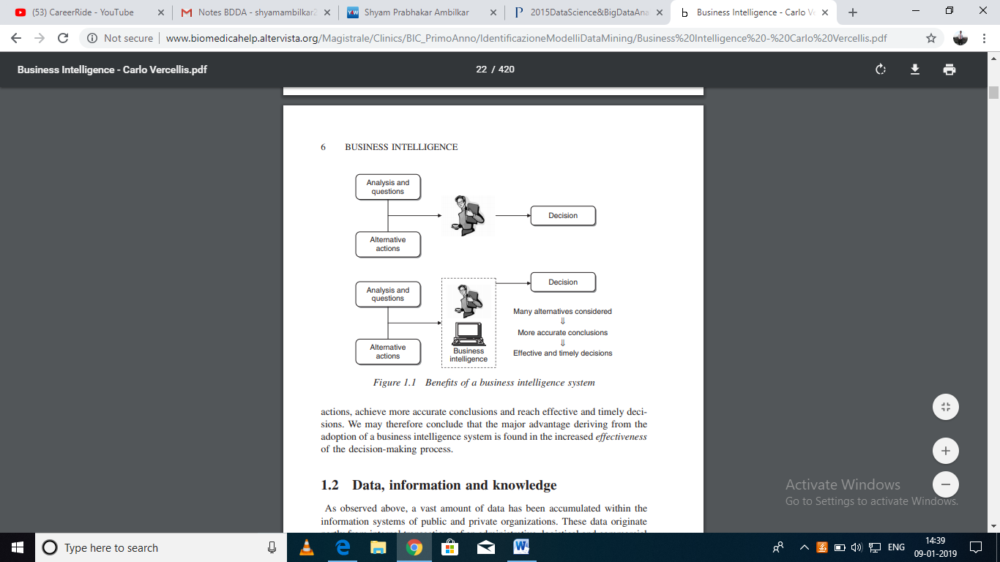 (53) CareerRide - YouTube
Notes BDDA - shyamambilkar2
Shyam Prabhakar Ambilkar
2015DataScience&BigDataAna
Business Intelligence - Carlo Ve
Not secure
www.biomedicahelp.altervista.org/Magistrale/Clinics/BIC_PrimoAnno/IdentificazioneModelliDataMining/Business%20Intelligence%20-%20Carlo%20Vercellis.pdf
Business Intelligence - Carlo Vercellis.pdf
22 / 420
6 BUSINESS INTELLIGENCE
Analysis and
questions
Alternative
actions
Decision
Analysis and
questions
Alternative
actions
Business
intelligence
Decision
Many alternatives considered
⇓
More accurate conclusions
⇓
Effective and timely decisions
Figure 1.1 Benefits of a business intelligence system
actions, achieve more accurate conclusions and reach effective and timely deci-
sions. We may therefore conclude that the major advantage deriving from the
adoption of a business intelligence system is found in the increased effectiveness
of the decision-making process.
1.2 Data, information and knowledge
As observed above, a vast amount of data has been accumulated within the
information systems of public and private organizations. These data originate
Activate Windows
Go to Settings to activate Windows.
Type here to search
ENG
14:39
09-01-2019